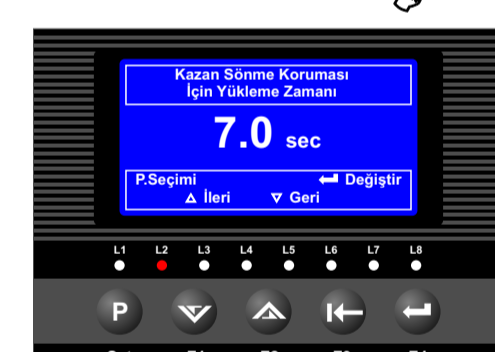 Kazan Sönme Koruması
İçin Yükleme Zamanı
7.0 sec
P.Seçimi Değiştir
İleri Geri
L1 L2 L3 L4 L5 L6 L7 L8
P